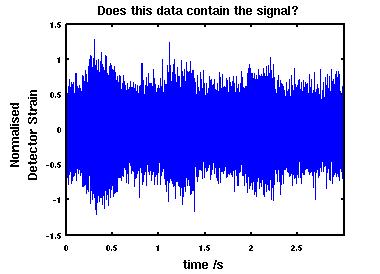 Does this data contain the signal?
1.5
1
0.5
0
-0.5
-1
-1.5
Normalised
Detector Strain
0 0.5 1 1.5 2 2.5
time /s